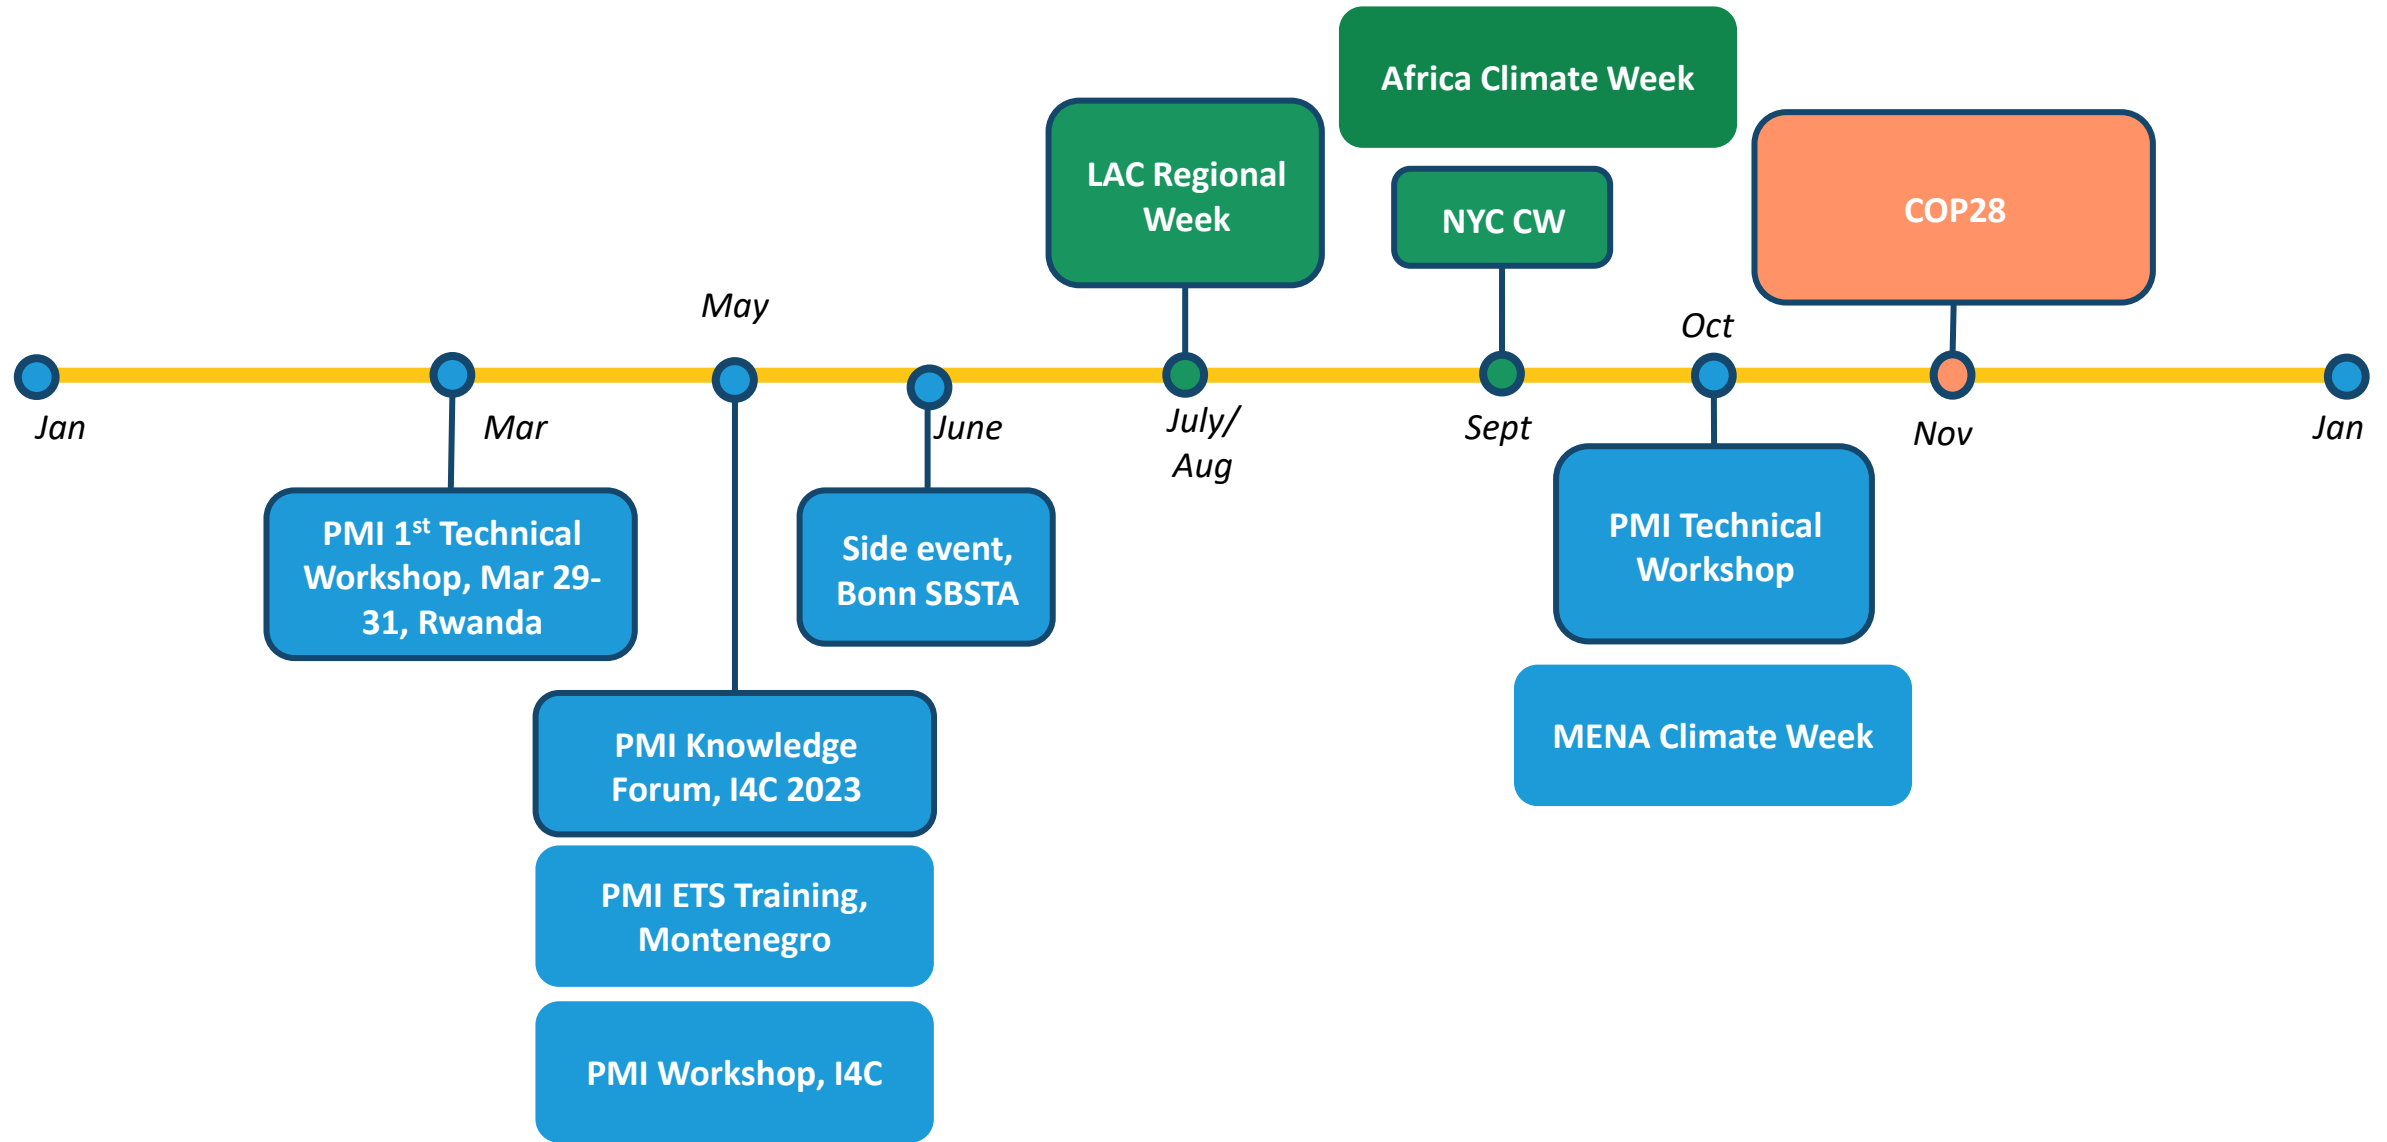 Africa Climate Week
LAC Regional
Week
NYC CW
COP28
May
Oct
Jan
Mar
June
July/
Aug
Sept
Nov
Jan
PMI 1st Technical
Workshop, Mar 29-
31, Rwanda
Side event,
Bonn SBSTA
PMI Technical
Workshop
PMI Knowledge
Forum, I4C 2023
MENA Climate Week
PMI ETS Training,
Montenegro
PMI Workshop, I4C